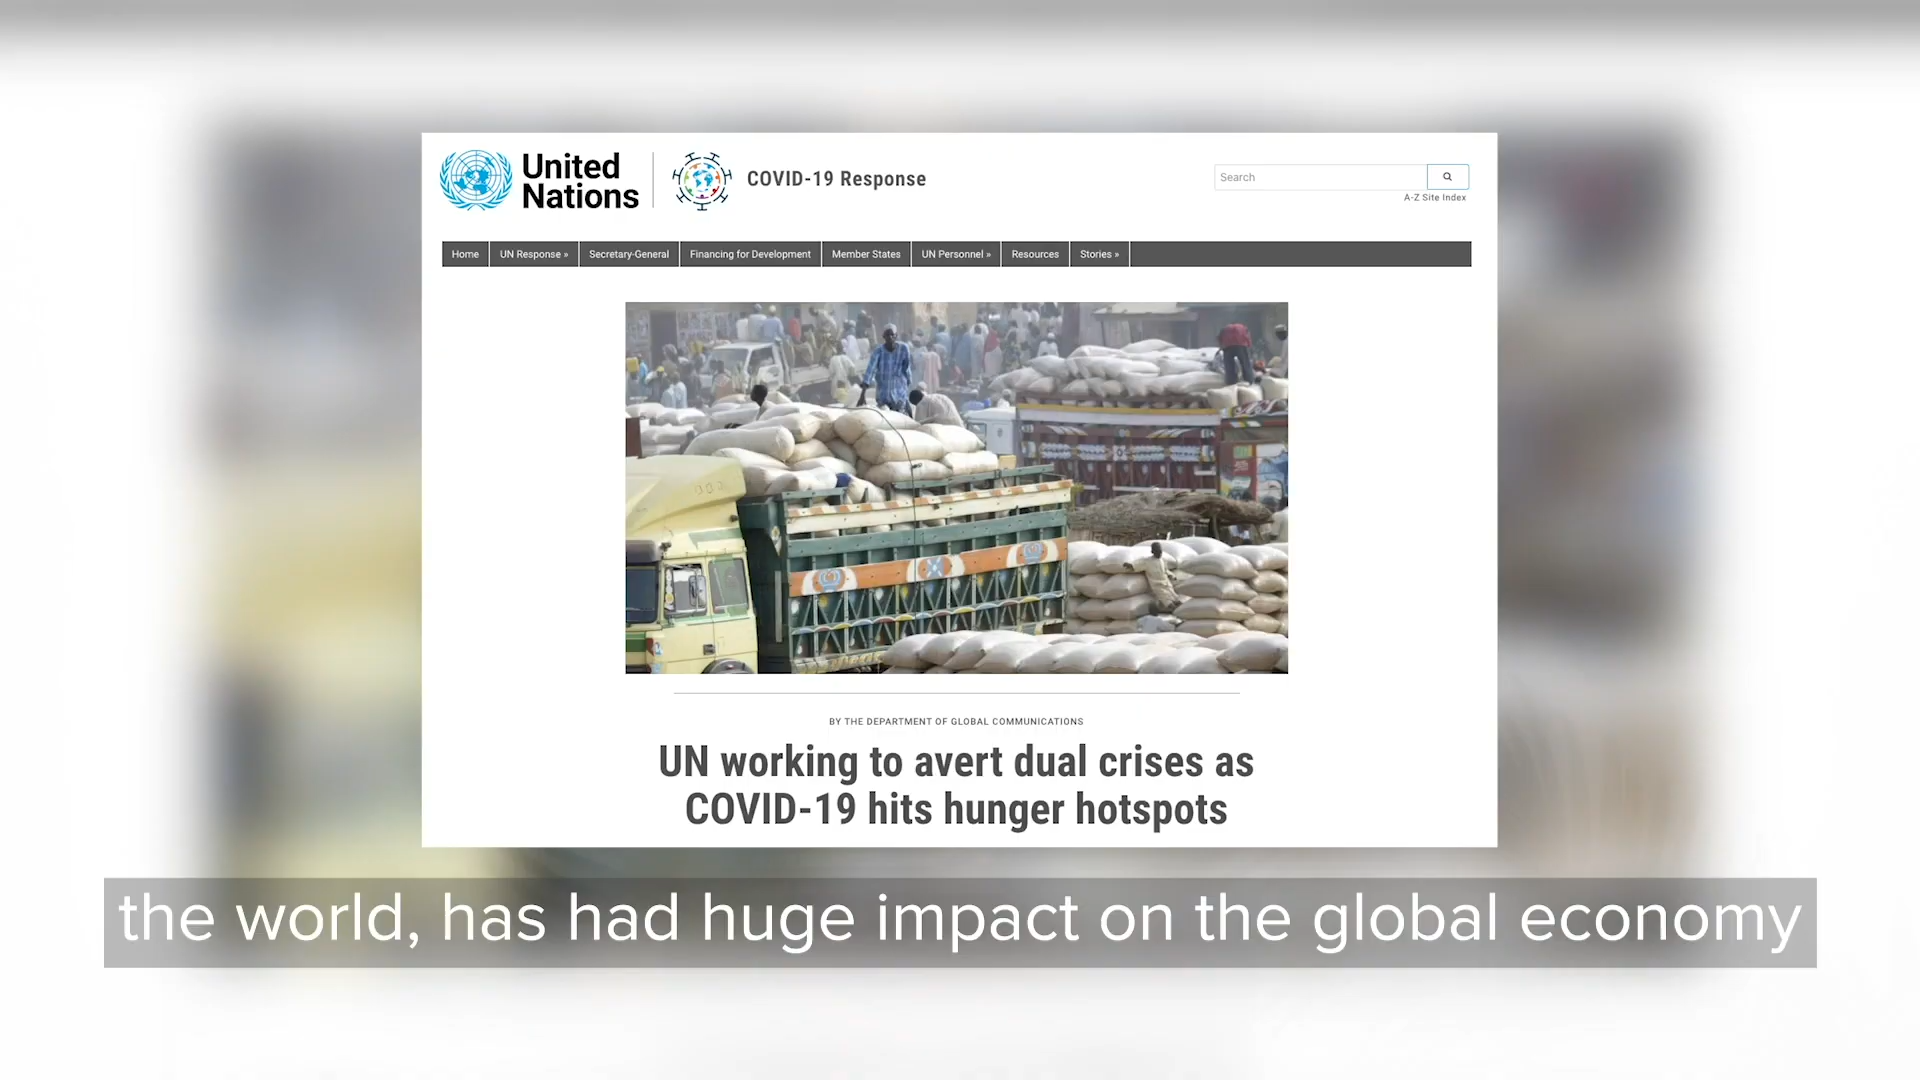 United
Nations
COVID-19 Response
Search
A-Z Site Index
Home UN Response » Secretary-General Financing for Development Member States UN Personnel » Resources Stories »
BY THE DEPARTMENT OF GLOBAL COMMUNICATIONS
UN working to avert dual crises as
COVID-19 hits hunger hotspots
the world, has had huge impact on the global economy